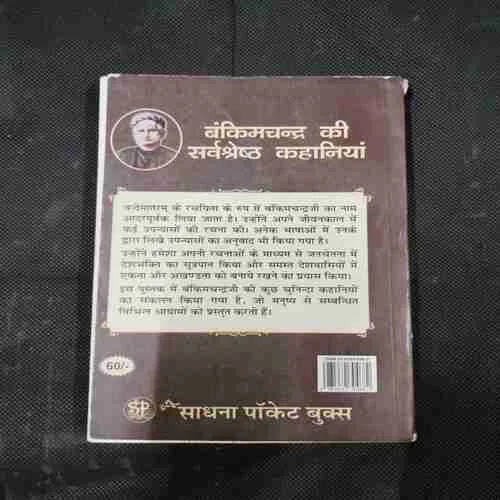 बंकिमचन्द्र की
सर्वश्रेष्ठ कहानियां
वन्देमातरम् के रचयिता के रूप में बंकिमचन्द्रजी का नाम
आदरपूर्वक लिया जाता है। उन्होंने अपने जीवनकाल में
कई उपन्यासों की रचना की। अनेक भाषाओं में उनके
द्वारा लिखे उपन्यासों का अनुवाद भी किया गया है।
उन्होंने हमेशा अपनी रचनाओं के माध्यम से जनचेतना में
देशभक्ति का सूत्रपात किया और समस्त देशवासियों में
एकता और अखण्डता को बनाये रखने का प्रयास किया।
इस पुस्तक में बंकिमचन्द्रजी की कुछ चुनिन्दा कहानियों
का संकलन किया गया है, जो मनुष्य से सम्बन्धित
विभिन्न आयामों को प्रस्तुत करती हैं।
60/-
SP
साधना पॉकेट बुक्स